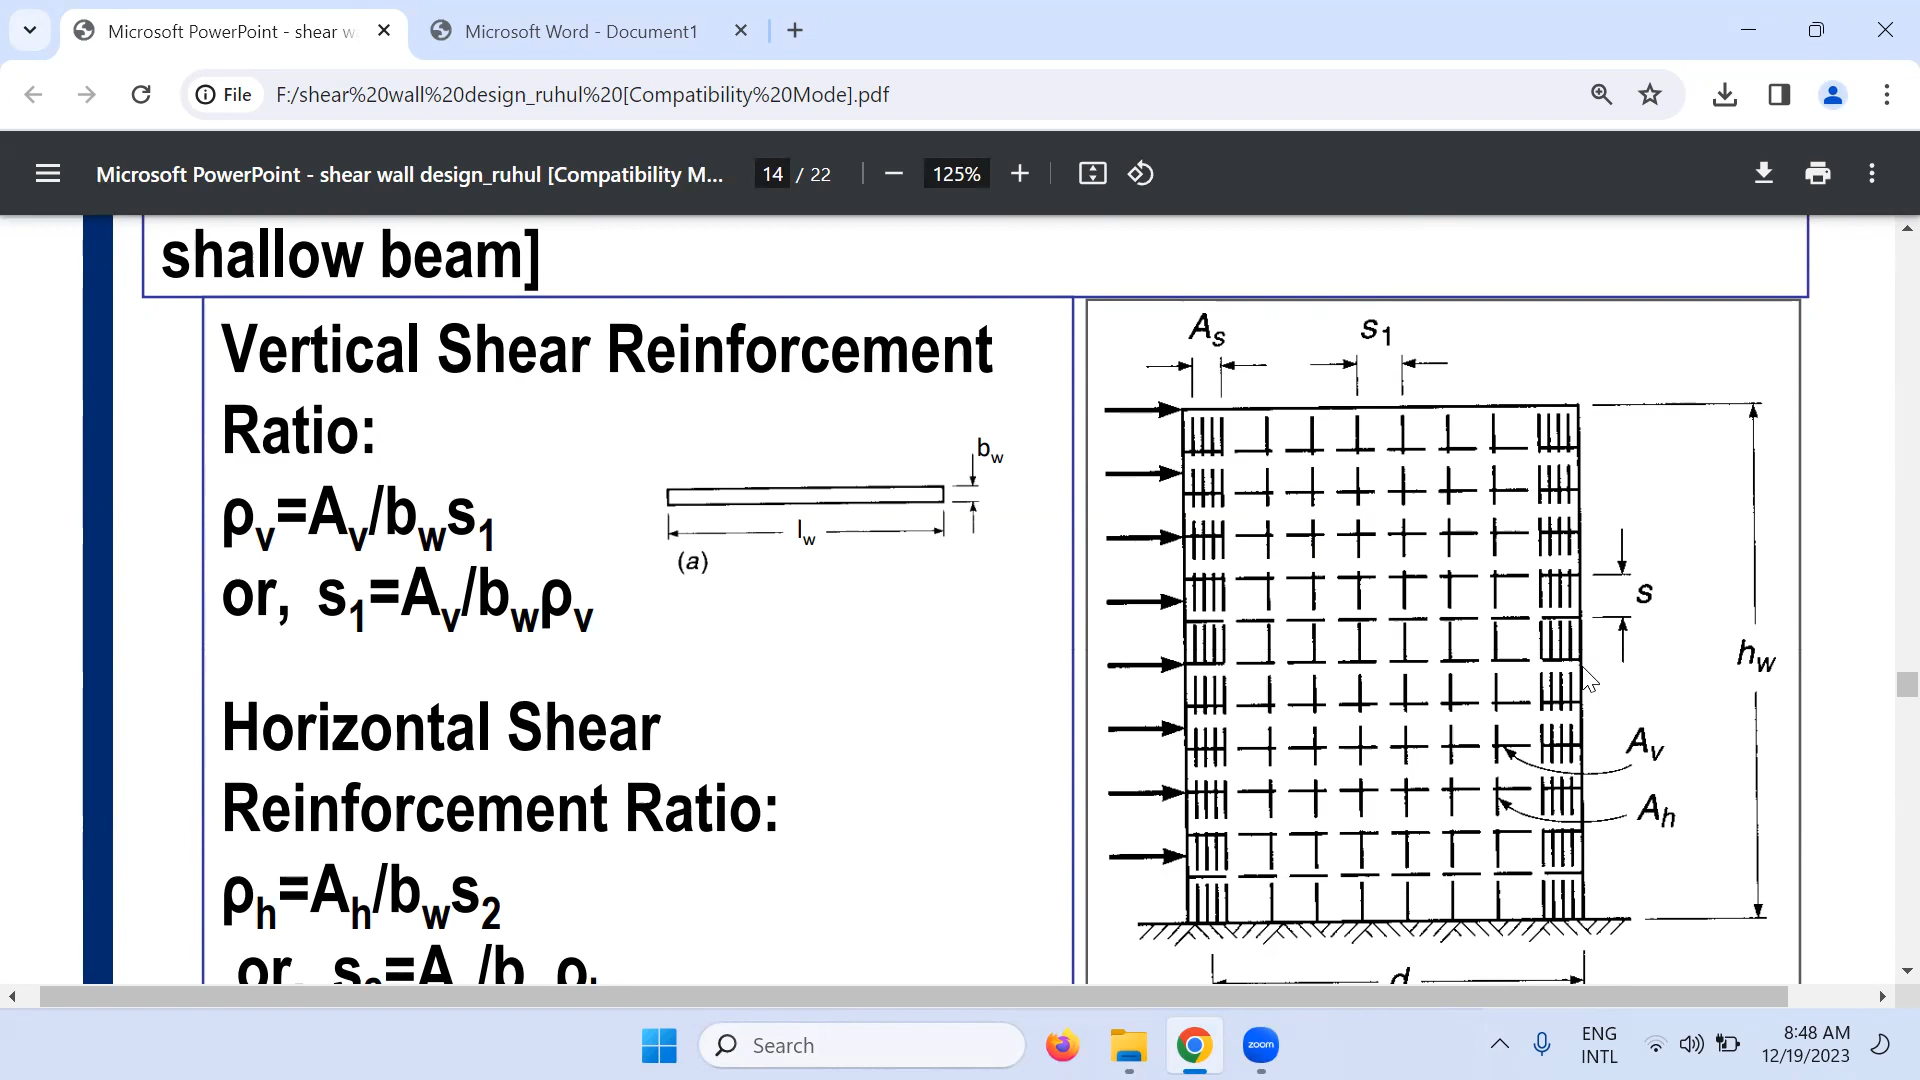 Microsoft PowerPoint - shear w
Microsoft Word - Document1
File
F:/shear%20wall%20design_ruhul%20[Compatibility%20Mode].pdf
Microsoft PowerPoint - shear wall design_ruhul [Compatibility M...
14 / 22
125%
shallow beam]
Vertical Shear Reinforcement
Ratio:
ρv=Av/bws1
or, s1=Av/bwρv
bw
lw
(a)
Horizontal Shear
Reinforcement Ratio:
ρh=Ah/bws2
As
s1
s
hw
Av
Ah
d
Search
zoom
ENG
INTL
8:48 AM
12/19/2023